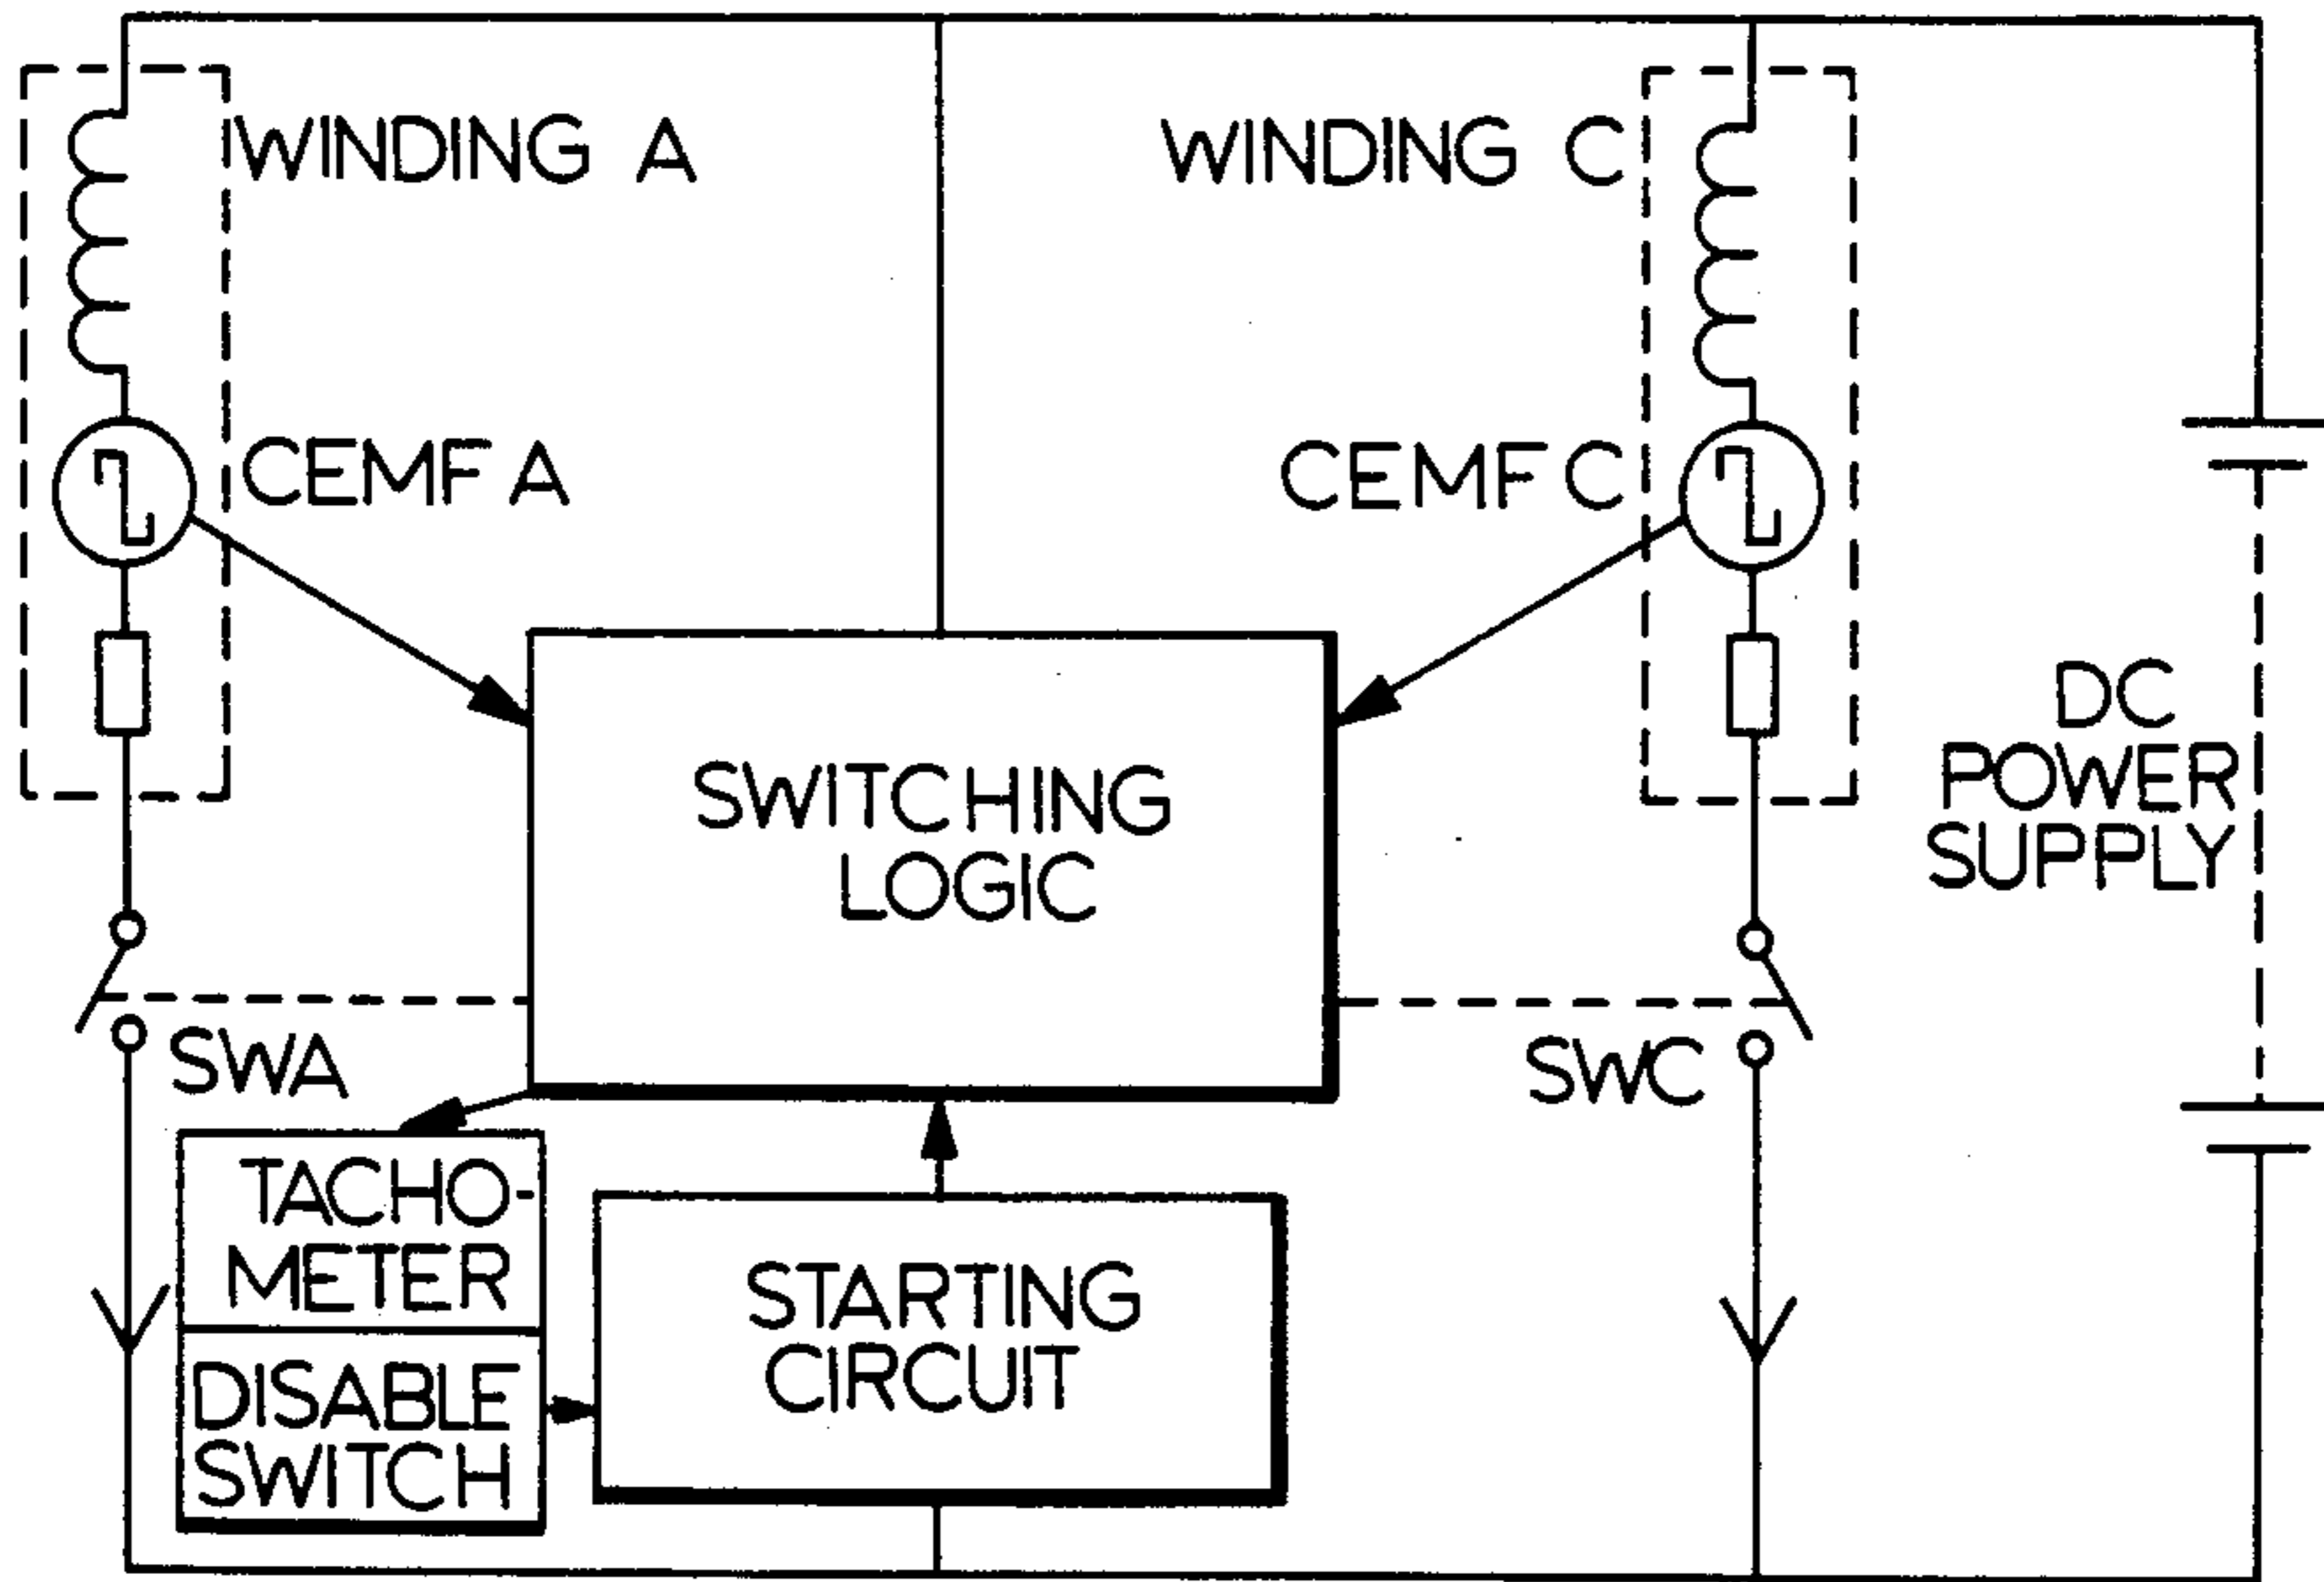 WINDING A
WINDING C
CEMF A
CEMF C
DC
POWER
SUPPLY
SWITCHING
LOGIC
SWA
SWC
TACHO-
METER
DISABLE
SWITCH
STARTING
CIRCUIT